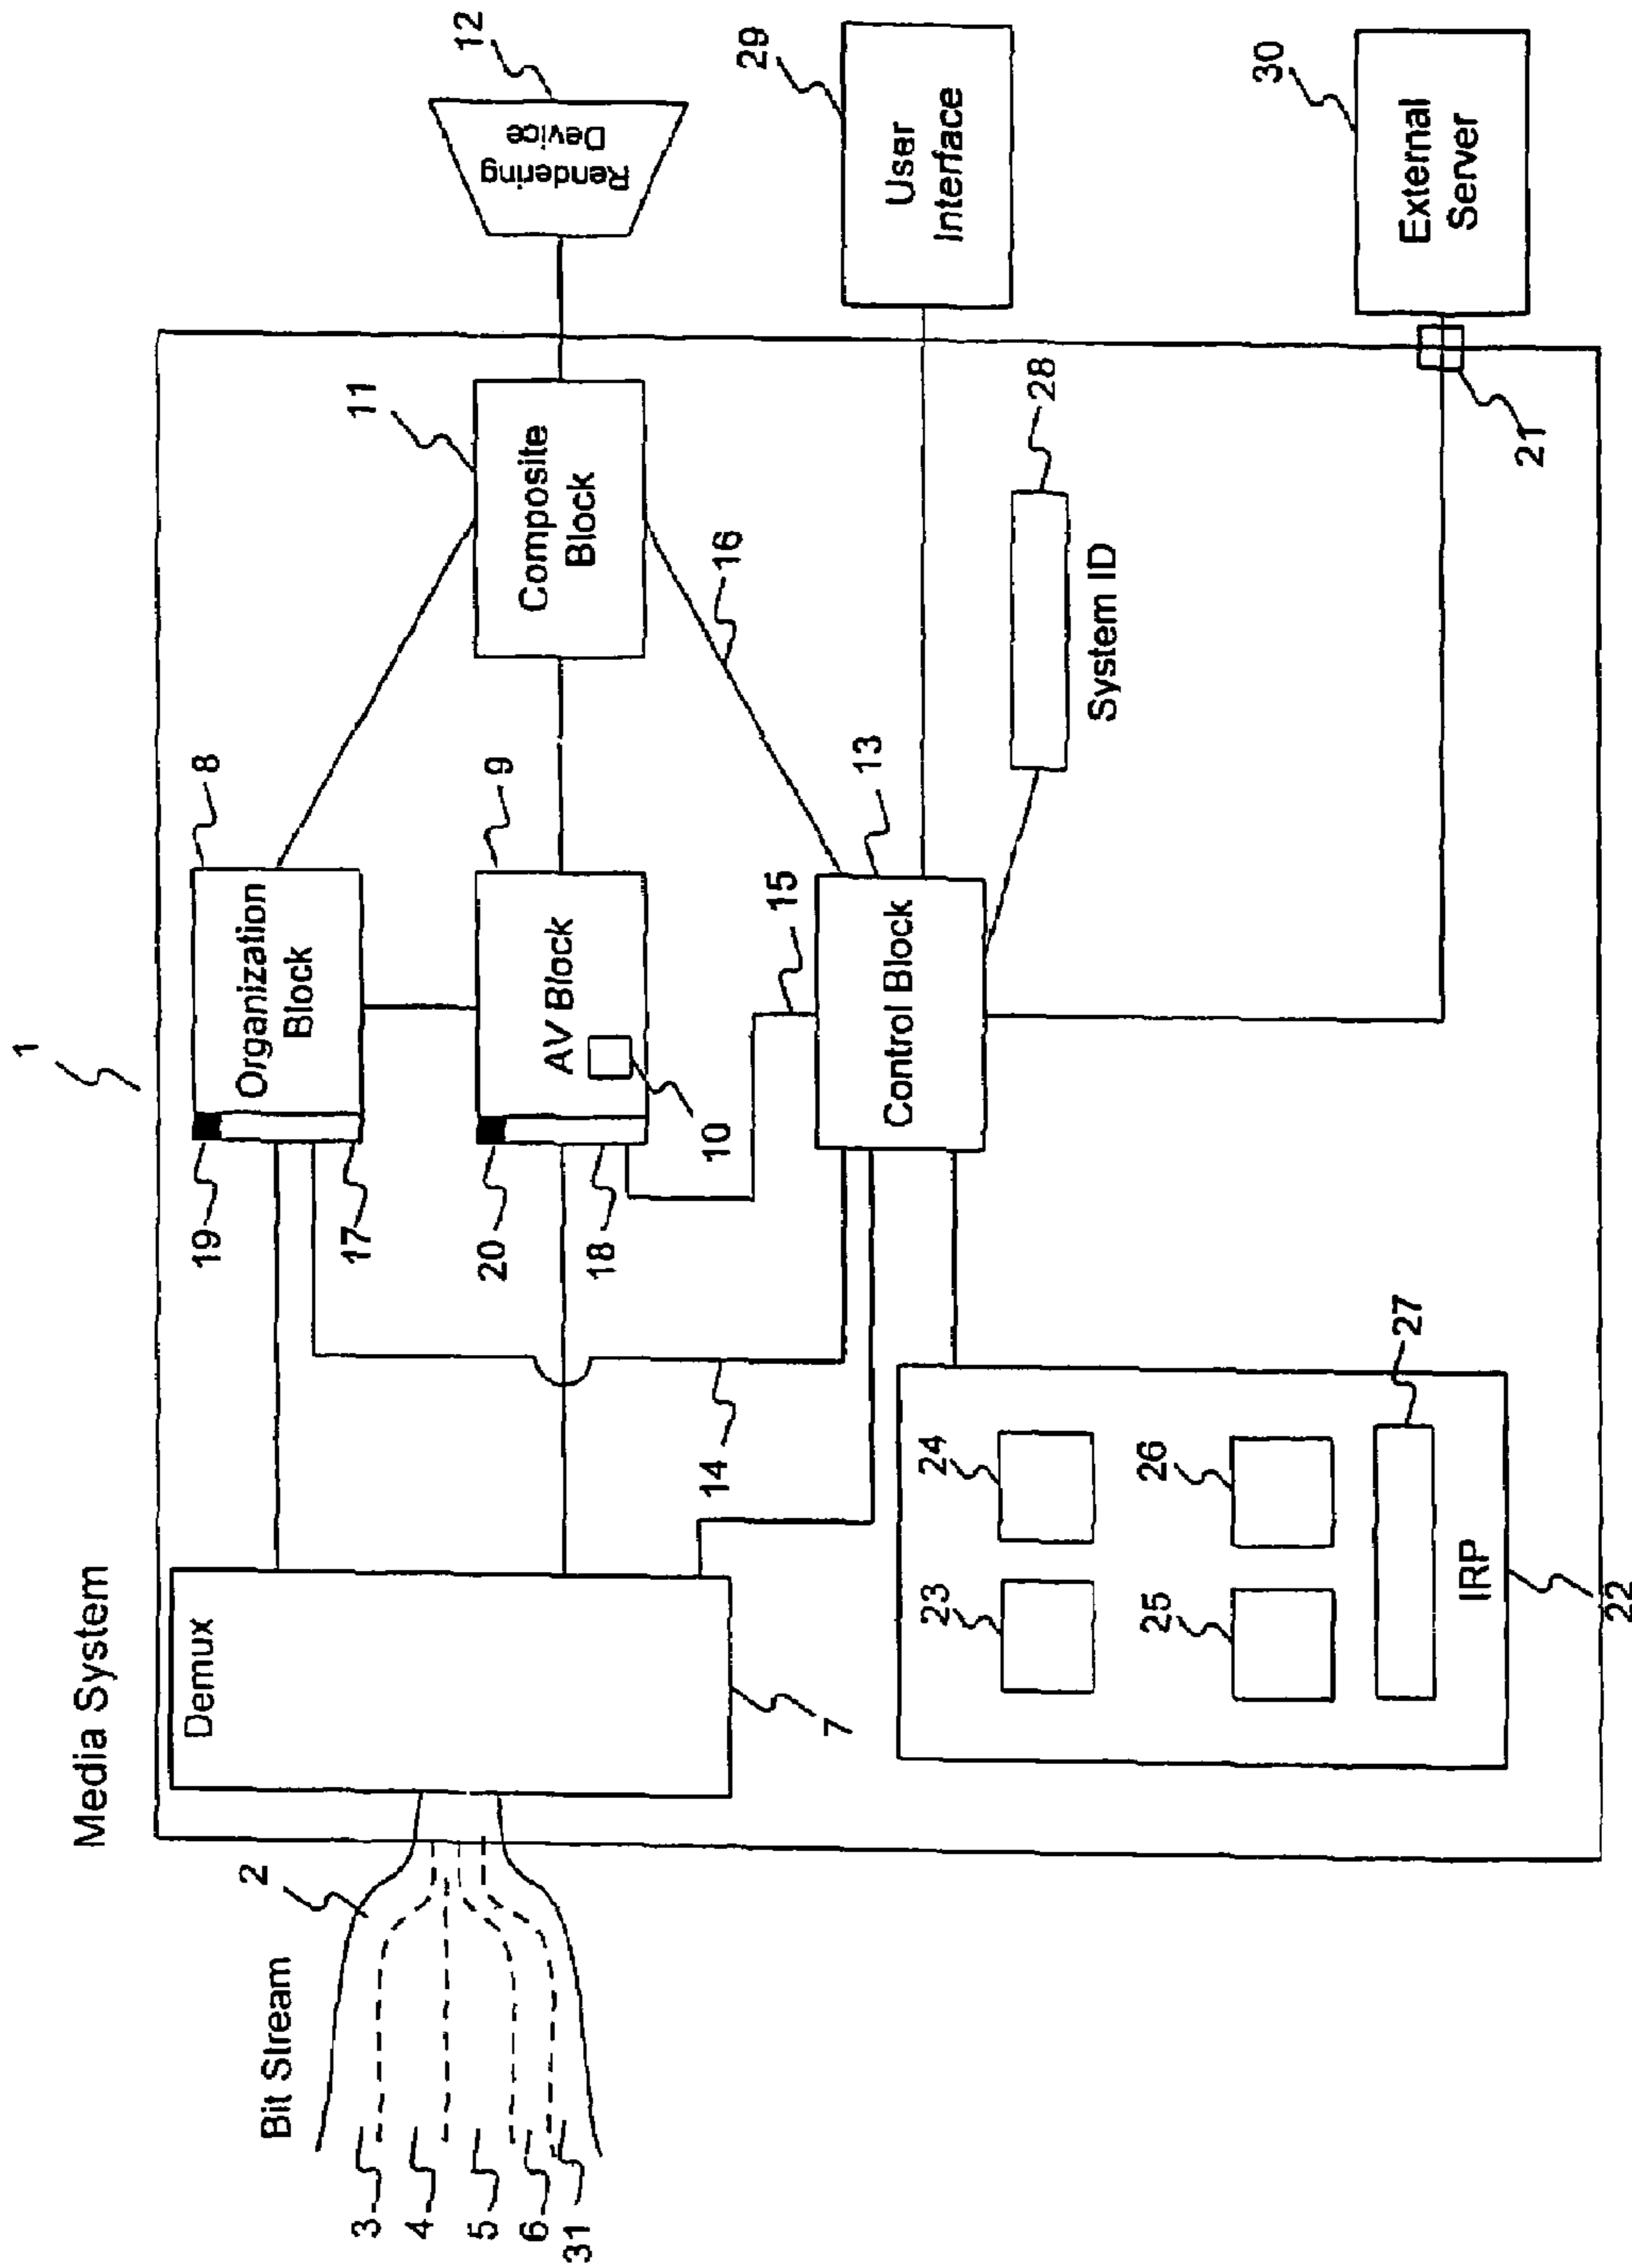 Media System
1
Bit Stream
2
3
4
5
6
31
Demux
7
19
17
Organization
Block
8
20
18
AV Block
10
9
14
15
Control Block
13
16
Composite
Block
11
Rendering
Device
12
User
Interface
29
System ID
28
External
Server
30
21
23
24
25
26
27
IRP
22